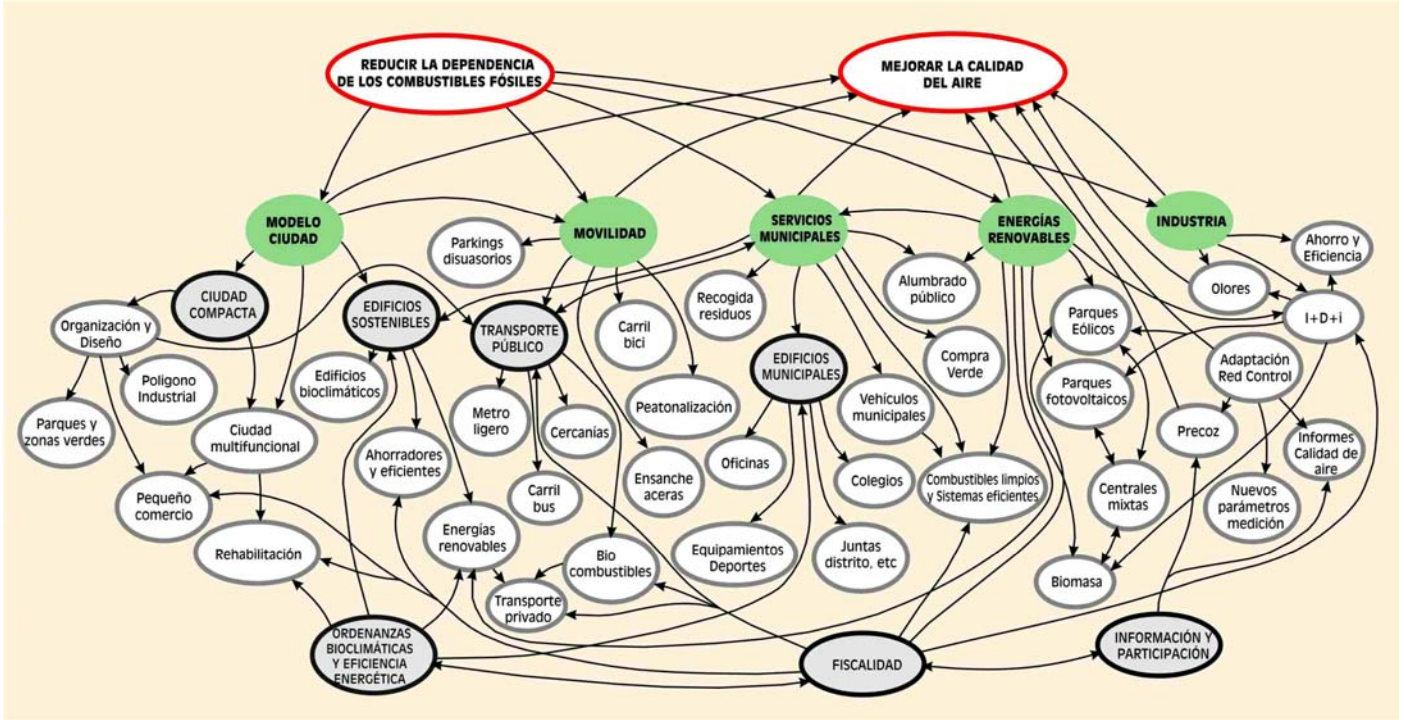 REDUCIR LA DEPENDENCIA
DE LOS COMBUSTIBLES FÓSILES
MEJORAR LA CALIDAD
DEL AIRE
MODELO
CIUDAD
MOVILIDAD
SERVICIOS
MUNICIPALES
ENERGÍAS
RENOVABLES
INDUSTRIA
Parkings
disuasorios
Ahorro y
Eficiencia
CIUDAD
COMPACTA
EDIFICIOS
SOSTENIBLES
TRANSPORTE
PÚBLICO
Carril
bici
Recogida
residuos
Alumbrado
público
Olores
Parques
Eólicos
I+D+i
Organización y
Diseño
Edificios
bioclimáticos
Poligono
Industrial
EDIFICIOS
MUNICIPALES
Compra
Verde
Adaptación
Red Control
Parques
fotovoltaicos
Parques y
zonas verdes
Ciudad
multifuncional
Metro
ligero
Cercanías
Peatonalización
Vehículos
municipales
Precoz
Informes
Calidad de
aire
Ahorradores
y eficientes
Oficinas
Colegios
Combustibles limpios
y Sistemas eficientes
Centrales
mixtas
Nuevos
parámetros
medición
Pequeño
comercio
Carril
bus
Ensanche
aceras
Rehabilitación
Energías
renovables
Bio
combustibles
Equipamientos
Deportes
Juntas
distrito, etc
Biomasa
Transporte
privado
ORDENANZAS
BIOCLIMÁTICAS
Y EFICIENCIA
ENERGÉTICA
FISCALIDAD
INFORMACIÓN Y
PARTICIPACIÓN